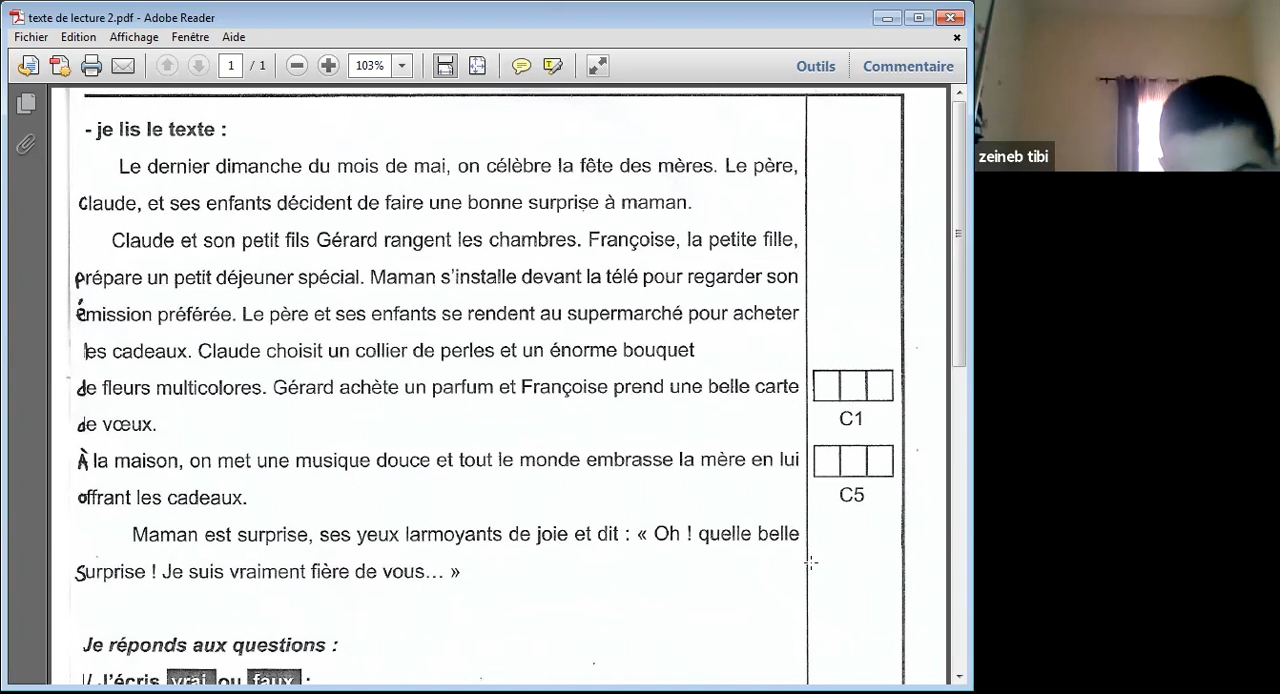 texte de lecture 2.pdf - Adobe Reader
Fichier Edition Affichage Fenêtre Aide
1 / 1 103% Outils Commentaire
zeineb tibi
- je lis le texte :
Le dernier dimanche du mois de mai, on célèbre la fête des mères. Le père,
Claude, et ses enfants décident de faire une bonne surprise à maman.
Claude et son petit fils Gérard rangent les chambres. Françoise, la petite fille,
prépare un petit déjeuner spécial. Maman s'installe devant la télé pour regarder son
émission préférée. Le père et ses enfants se rendent au supermarché pour acheter
les cadeaux. Claude choisit un collier de perles et un énorme bouquet
de fleurs multicolores. Gérard achète un parfum et Françoise prend une belle carte
de vœux.
À la maison, on met une musique douce et tout le monde embrasse la mère en lui
offrant les cadeaux.
Maman est surprise, ses yeux larmoyants de joie et dit : « Oh ! quelle belle
Surprise ! Je suis vraiment fière de vous... »
C1
C5
Je réponds aux questions :
1/ J'écris vrai ou faux :